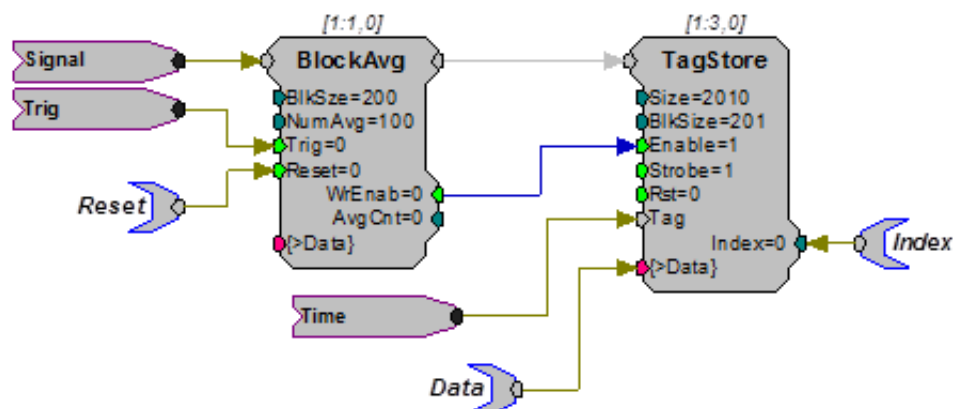 [1:1,0]
[1:3,0]
Signal
BlockAvg
TagStore
BlkSze=200
Size=2010
Trig
NumAvg=100
BlkSize=201
Trig=0
Enable=1
Reset=0
Strobe=1
Reset
WrEnab=0
Rst=0
AvgCnt=0
Tag
{>Data}
Index=0
Index
{>Data}
Time
Data